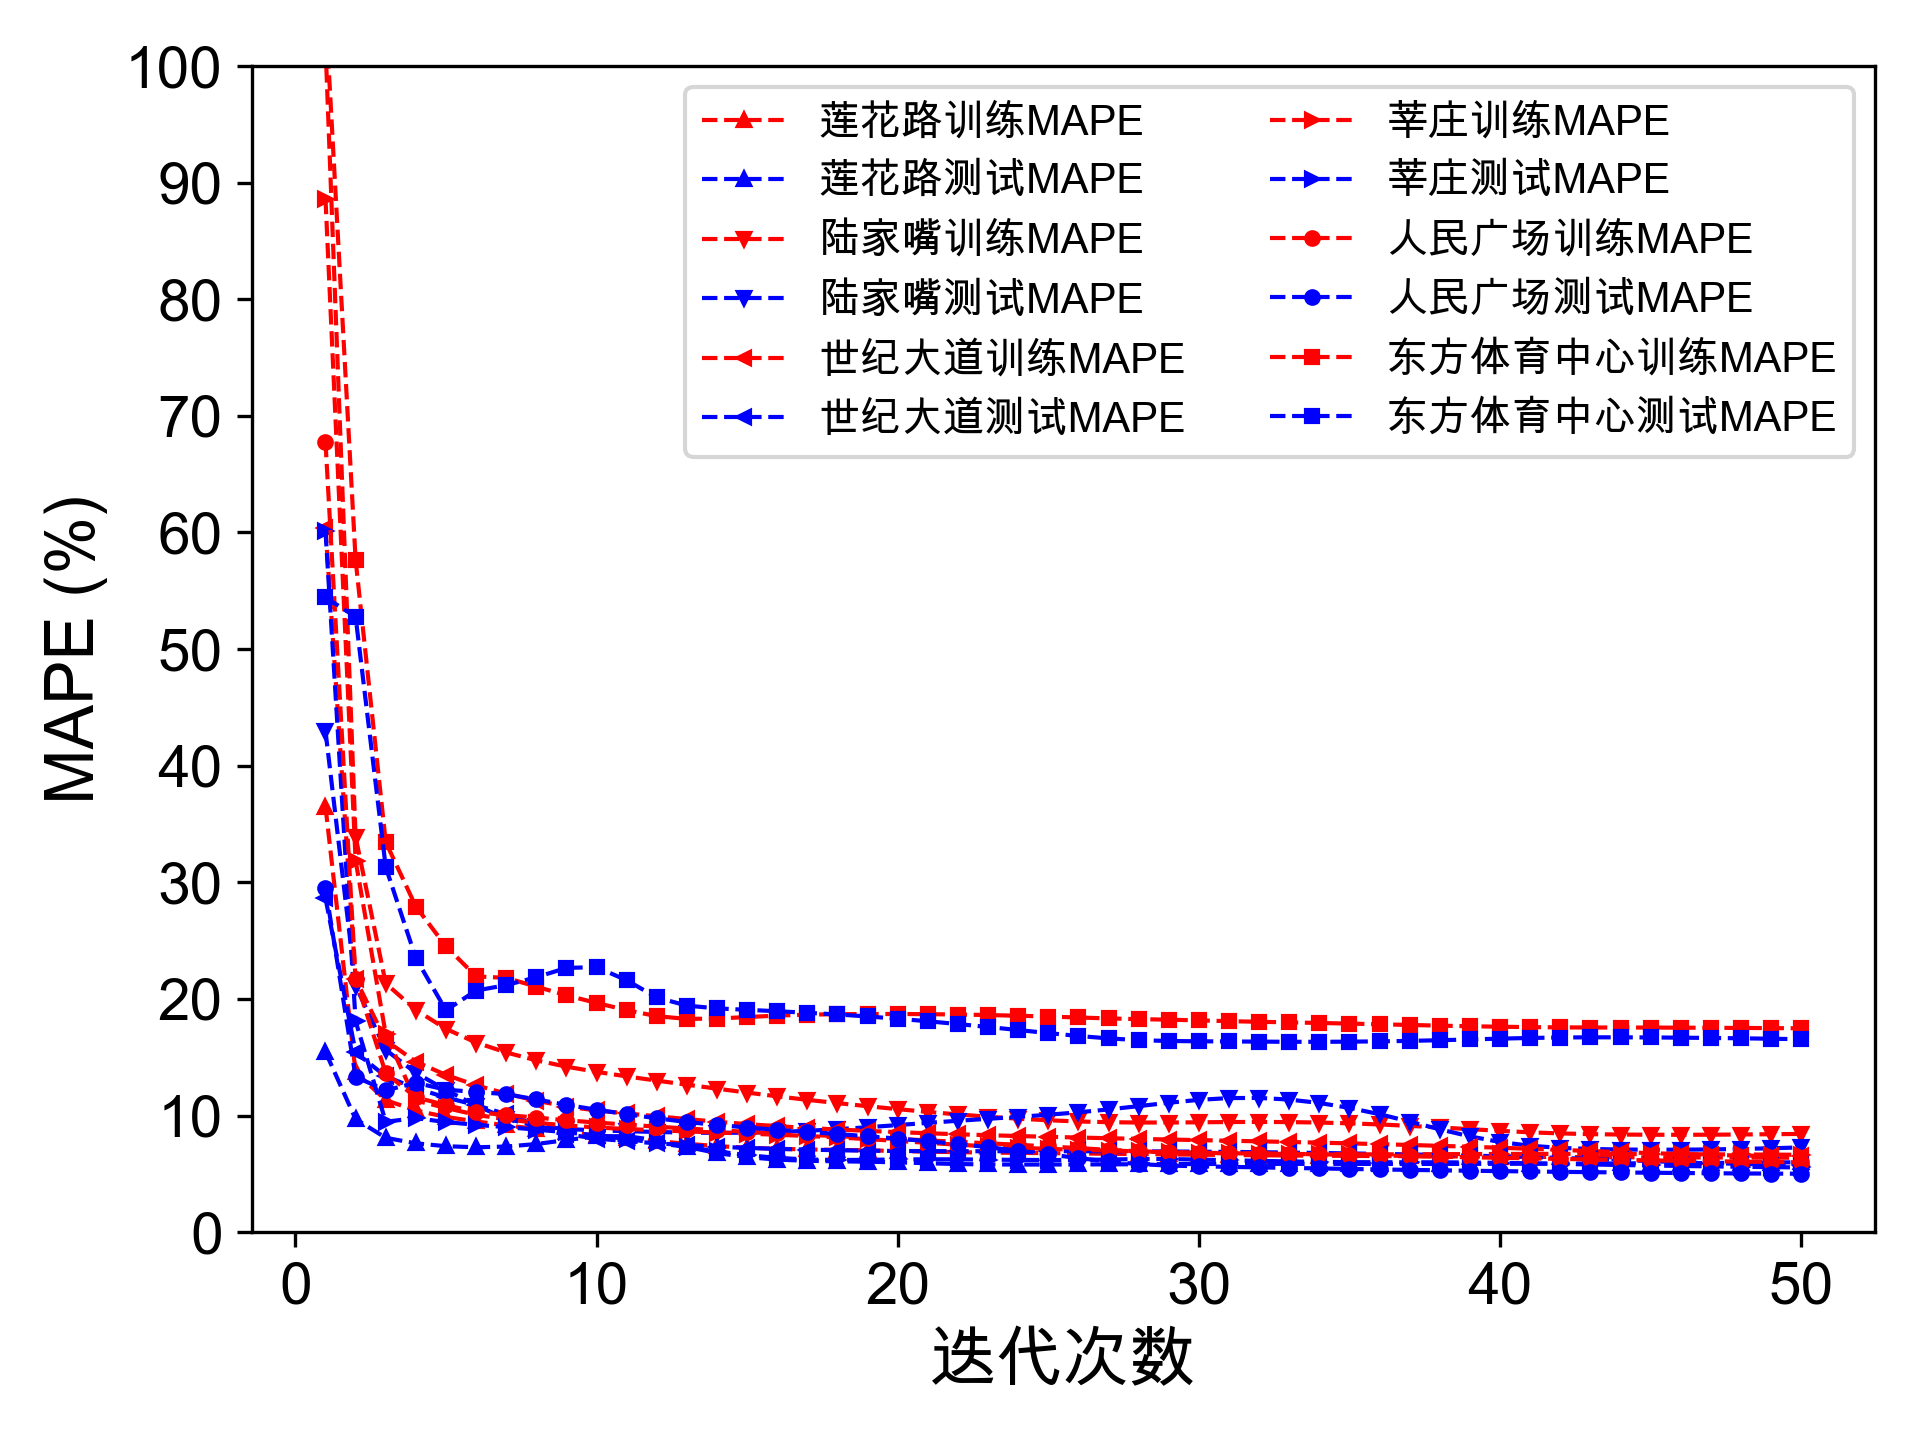 100
90
80
70
60
50
40
30
20
10
0
MAPE (%)
莲花路训练MAPE
莲花路测试MAPE
陆家嘴训练MAPE
陆家嘴测试MAPE
世纪大道训练MAPE
世纪大道测试MAPE
莘庄训练MAPE
莘庄测试MAPE
人民广场训练MAPE
人民广场测试MAPE
东方体育中心训练MAPE
东方体育中心测试MAPE
0 10 20 30 40 50
迭代次数